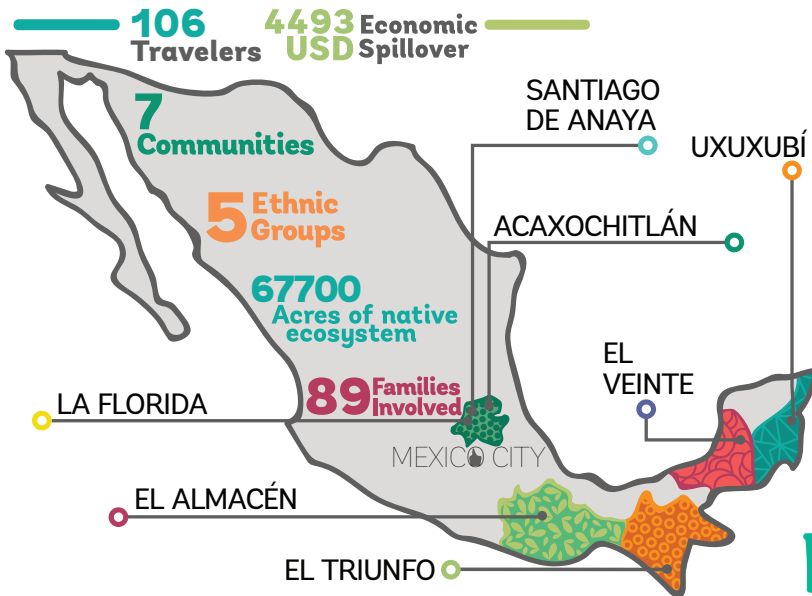 106
Travelers
4493 Economic
USD Spillover
7
Communities
5 Ethnic
Groups
67700
Acres of native
ecosystem
89 Families
Involved
SANTIAGO
DE ANAYA
UXUXUBÍ
ACAXOCHITLÁN
EL
VEINTE
LA FLORIDA
MEXICO CITY
EL ALMACÉN
EL TRIUNFO